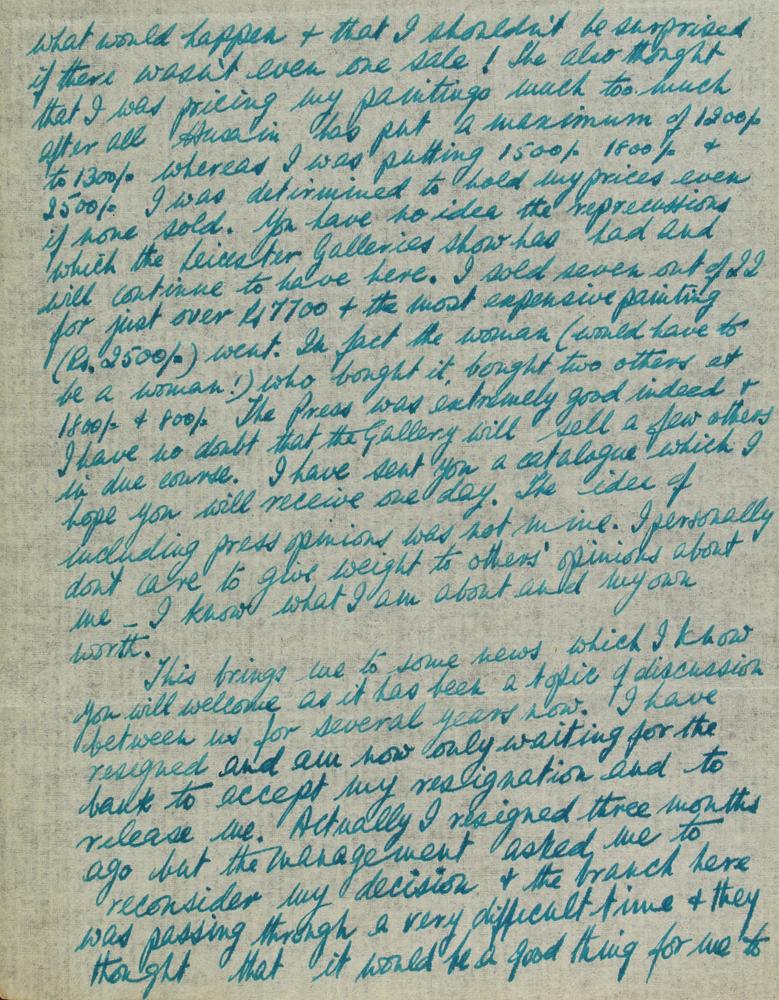 what would happen + that I shouldn't be surprised
if there wasn't even one sale! She also thought
that I was pricing my paintings much too much
after all Husain has put a maximum of 1200/-
to 1300/- whereas I was putting 1500/- 1800/- +
2500/- I was detirmined to hold my prices even
if none sold. You have no idea the reprecussions
which the Leicester Galleries show has had and
will continue to have here. I sold seven out of 22
for just over Rs 7700 + the most expensive painting
(Rs. 2500/-) went. In fact the woman (would have to
be a woman!) who bought it, bought two others at
1800/- + 800/- The Press was extremely good indeed +
I have no doubt that the Gallery will sell a few others
in due course. I have sent you a catalogue which I
hope you will receive one day. The idea of
including press opinions was not mine. I personally
don't care to give weight to others' opinions about
me - I know what I am about and my own
worth.
This brings me to some news which I know
you will welcome as it has been a topic of discussion
between us for several years now. I have
resigned and am now only waiting for the
bank to accept my resignation and to
release me. Actually I resigned three months
ago but the management asked me to
reconsider my decision + the branch here
was passing through a very difficult time + they
thought that it would be a good thing for me to